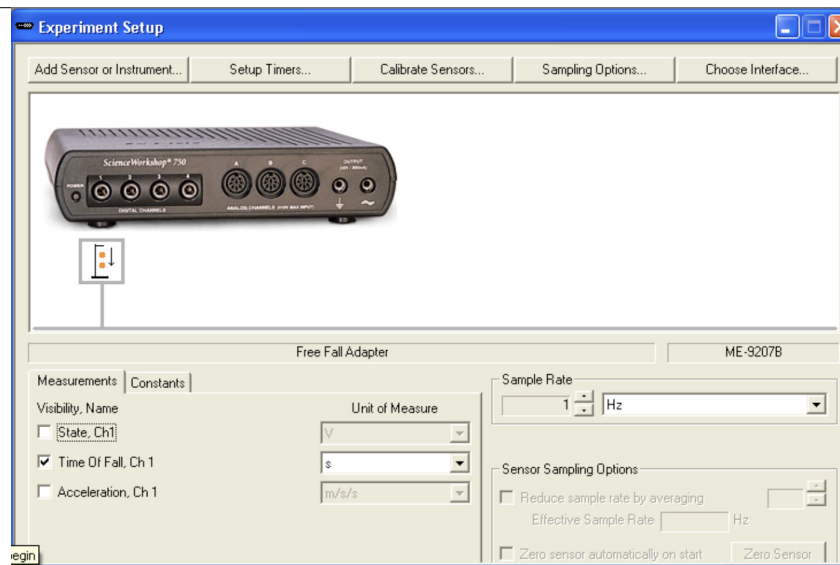 Experiment Setup
Add Sensor or Instrument... Setup Timers... Calibrate Sensors... Sampling Options... Choose Interface...
ScienceWorkshop® 750
POWER
1 2 3 4
DIGITAL CHANNELS
A B C
ANALOG CHANNELS (±10V MAX INPUT)
OUTPUT
Free Fall Adapter ME-9207B
Measurements Constants
Visibility, Name Unit of Measure
State, Ch1 V
Time Of Fall, Ch 1 s
Acceleration, Ch 1 m/s/s
Sample Rate
1 Hz
Sensor Sampling Options
Reduce sample rate by averaging
Effective Sample Rate Hz
Zero sensor automatically on start Zero Sensor
egin